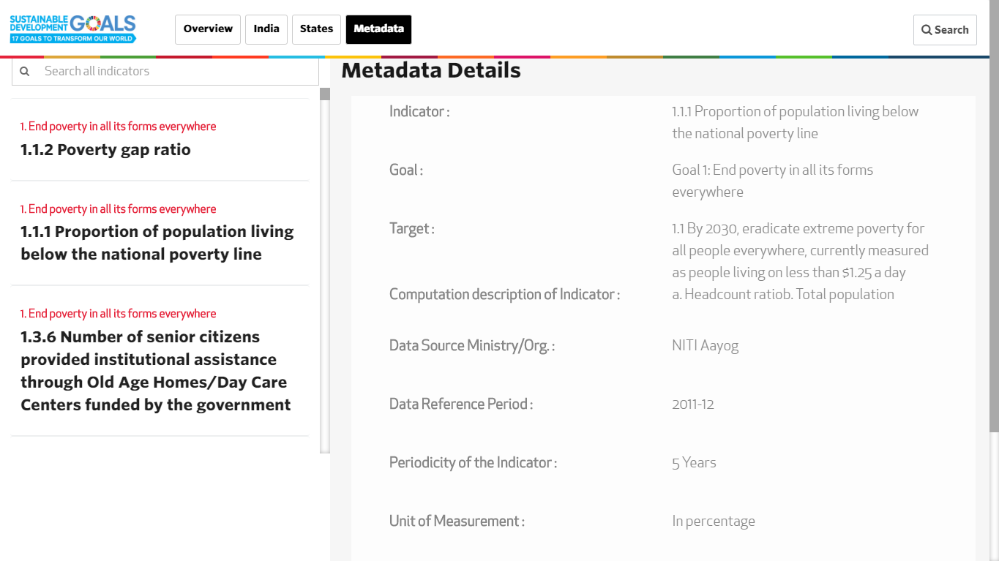 SUSTAINABLE
DEVELOPMENT GOALS
17 GOALS TO TRANSFORM OUR WORLD
Overview
India
States
Metadata
Search
Search all indicators
1. End poverty in all its forms everywhere
1.1.2 Poverty gap ratio
1. End poverty in all its forms everywhere
1.1.1 Proportion of population living
below the national poverty line
1. End poverty in all its forms everywhere
1.3.6 Number of senior citizens
provided institutional assistance
through Old Age Homes/Day Care
Centers funded by the government
Metadata Details
Indicator :
1.1.1 Proportion of population living below
the national poverty line
Goal :
Goal 1: End poverty in all its forms
everywhere
Target :
1.1 By 2030, eradicate extreme poverty for
all people everywhere, currently measured
as people living on less than $1.25 a day
Computation description of Indicator :
a. Headcount ratiob. Total population
Data Source Ministry/Org. :
NITI Aayog
Data Reference Period :
2011-12
Periodicity of the Indicator :
5 Years
Unit of Measurement :
In percentage